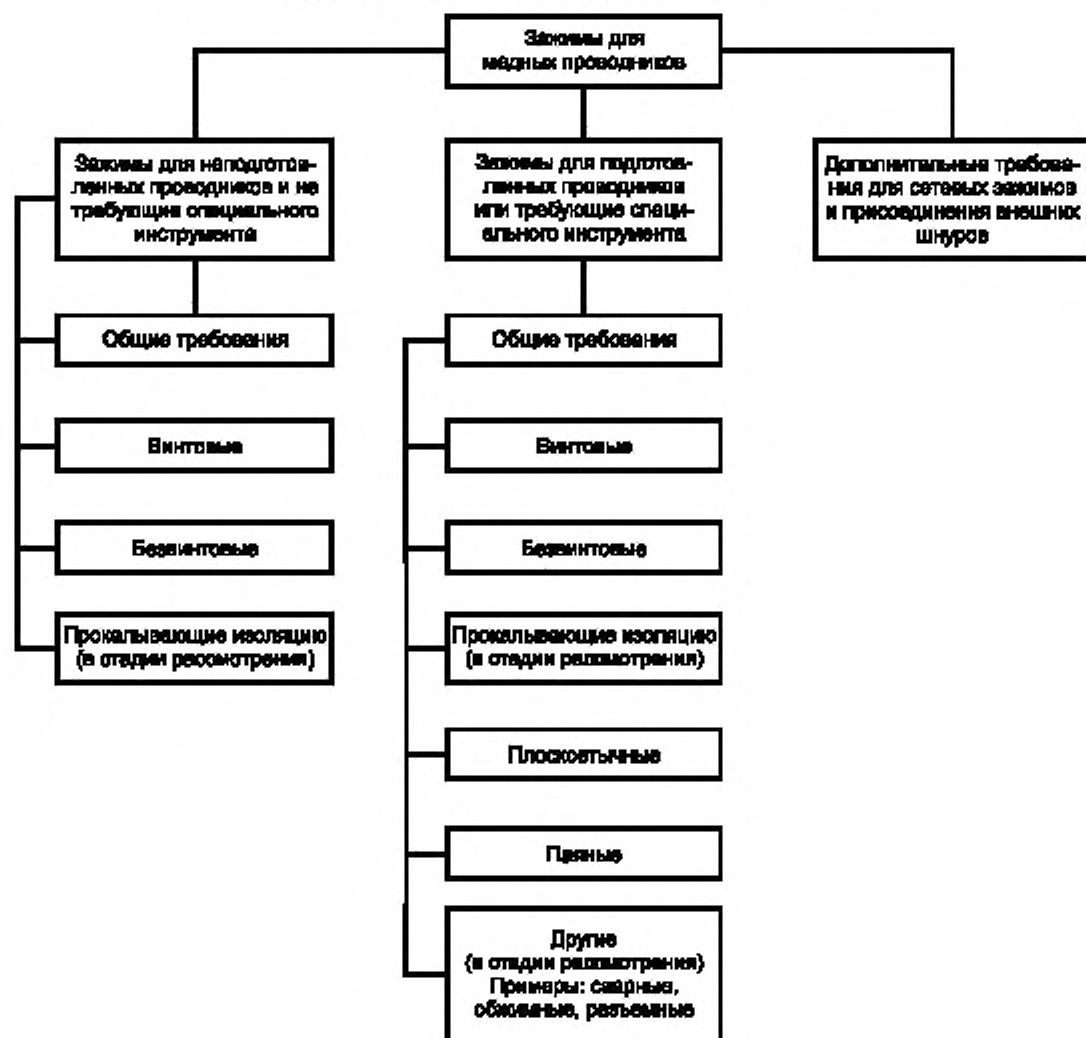 Зажимы для
медных проводников
Зажимы для неподготов-
ленных проводников и не
требующие специального
инструмента
Зажимы для подготов-
ленных проводников
или требующие специ-
ального инструмента
Дополнительные требова-
ния для сетевых зажимов
и присоединения внешних
шнуров
Общие требования
Винтовые
Безвинтовые
Прокалывающие изоляцию
(в стадии рассмотрения)
Общие требования
Винтовые
Безвинтовые
Прокалывающие изоляцию
(в стадии рассмотрения)
Плоскостычные
Паяные
Другие
(в стадии рассмотрения)
Примеры: сварные,
обжимные, разъемные